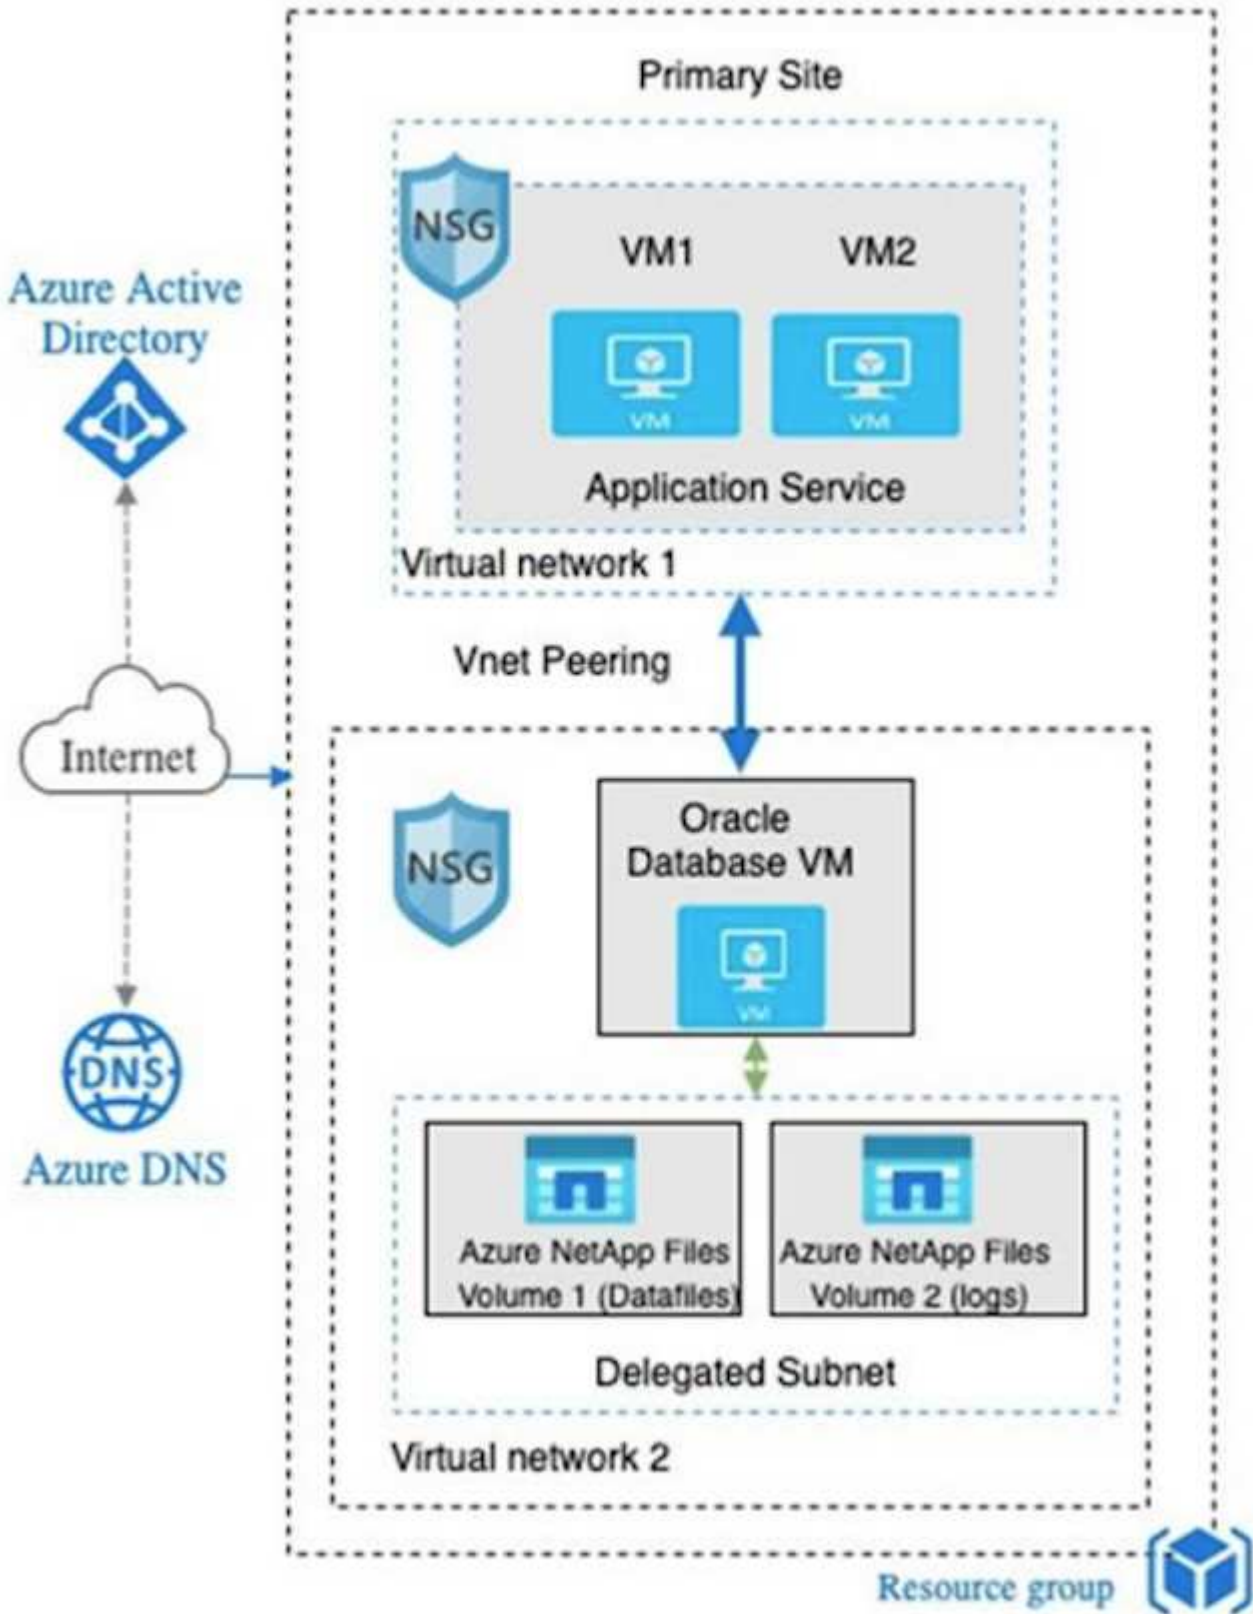 Primary Site
NSG
VM1
VM2
VM
VM
Application Service
Virtual network 1
Azure Active
Directory
Vnet Peering
Internet
NSG
Oracle
Database VM
VM
DNS
Azure DNS
Azure NetApp Files
Volume 1 (Datafiles)
Azure NetApp Files
Volume 2 (logs)
Delegated Subnet
Virtual network 2
Resource group